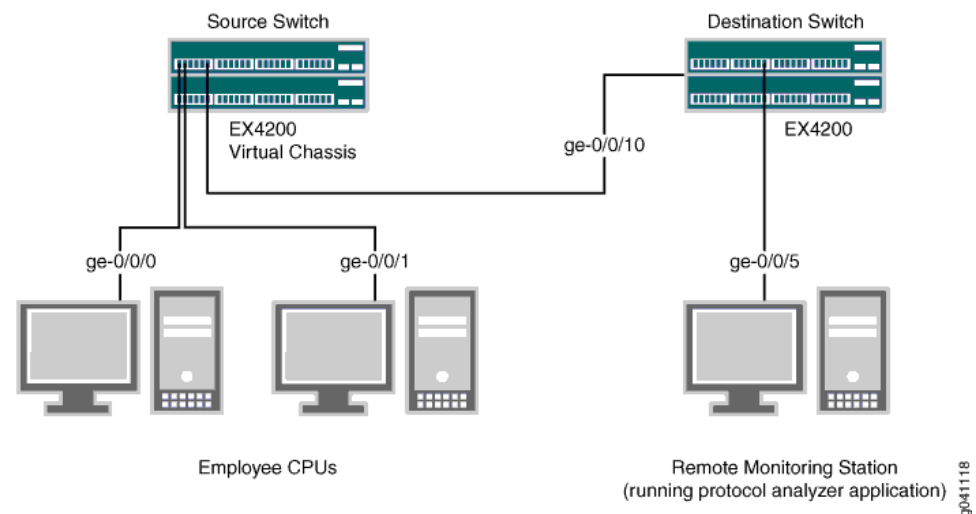 Source Switch
Destination Switch
EX4200
Virtual Chassis
EX4200
ge-0/0/10
ge-0/0/0
ge-0/0/1
ge-0/0/5
Employee CPUs
Remote Monitoring Station
(running protocol analyzer application)
g041118